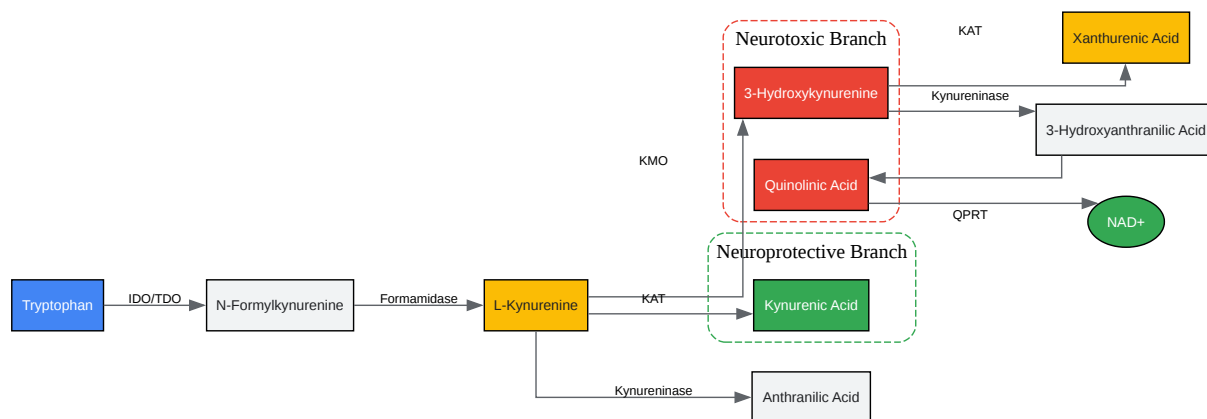 Neurotoxic Branch
KAT
Xanthurenic Acid
3-Hydroxykynurenine
Kynureninase
3-Hydroxyanthranilic Acid
KMO
Quinolinic Acid
QPRT
NAD+
Neuroprotective Branch
Tryptophan
IDO/TDO
N-Formylkynurenine
Formamidase
L-Kynurenine
KAT
Kynurenic Acid
Kynureninase
Anthranilic Acid